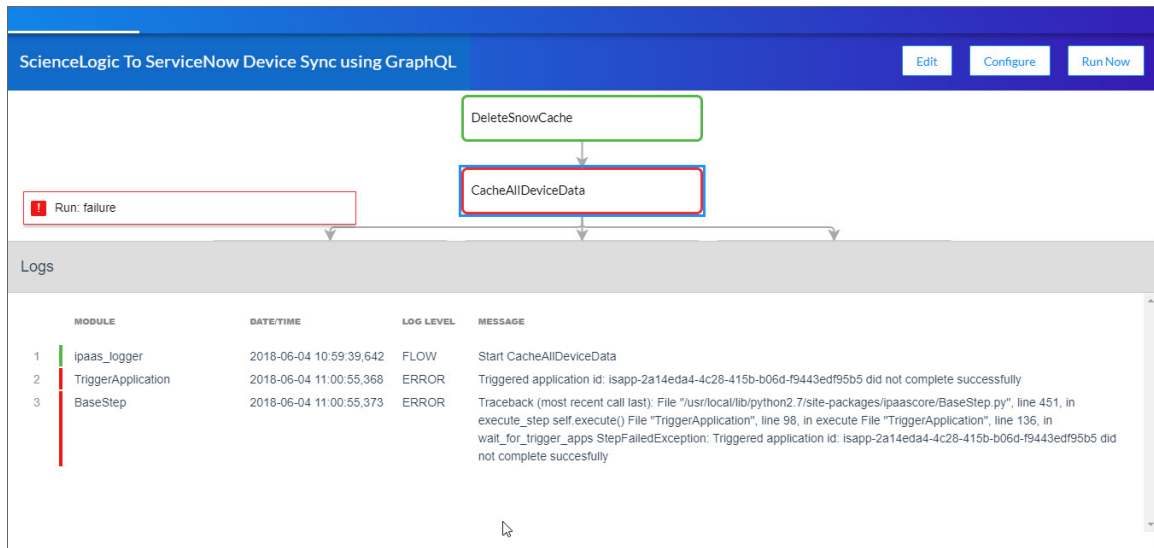 ScienceLogic To ServiceNow Device Sync using GraphQL
Edit
Configure
Run Now
DeleteSnowCache
CacheAllDeviceData
! Run: failure
Logs
MODULE DATE/TIME LOG LEVEL MESSAGE
1 ipaas_logger 2018-06-04 10:59:39,642 FLOW Start CacheAllDeviceData
2 TriggerApplication 2018-06-04 11:00:55,368 ERROR Triggered application id: isapp-2a14eda4-4c28-415b-b06d-f9443edf95b5 did not complete successfully
3 BaseStep 2018-06-04 11:00:55,373 ERROR Traceback (most recent call last): File "/usr/local/lib/python2.7/site-packages/ipaascore/BaseStep.py", line 451, in
execute_step self.execute() File "TriggerApplication", line 98, in execute File "TriggerApplication", line 136, in
wait_for_trigger_apps StepFailedException: Triggered application id: isapp-2a14eda4-4c28-415b-b06d-f9443edf95b5 did
not complete succesfully